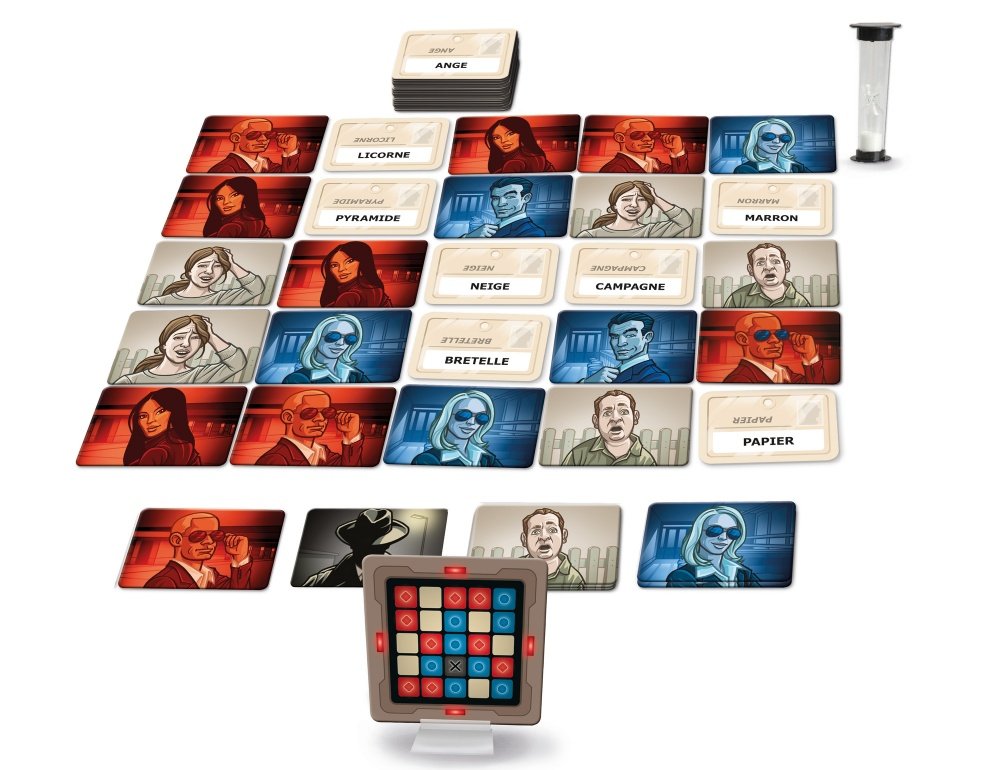 ANGE
ANGE
LICORNE
LICORNE
PYRAMIDE
PYRAMIDE
MARRON
MARRON
NEIGE
NEIGE
CAMPAGNE
CAMPAGNE
BRETELLE
BRETELLE
PAPIER
PAPIER